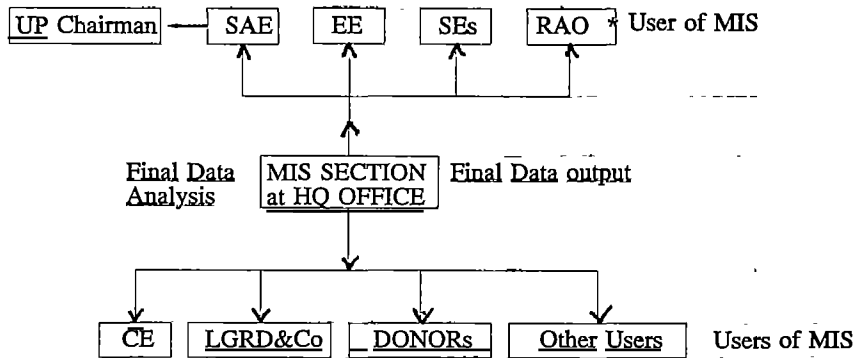 UP Chairman SAE EE SEs RAO * User of MIS
Final Data MIS SECTION Final Data output
Analysis at HQ OFFICE
CE LGRD&Co DONORs Other Users Users of MIS